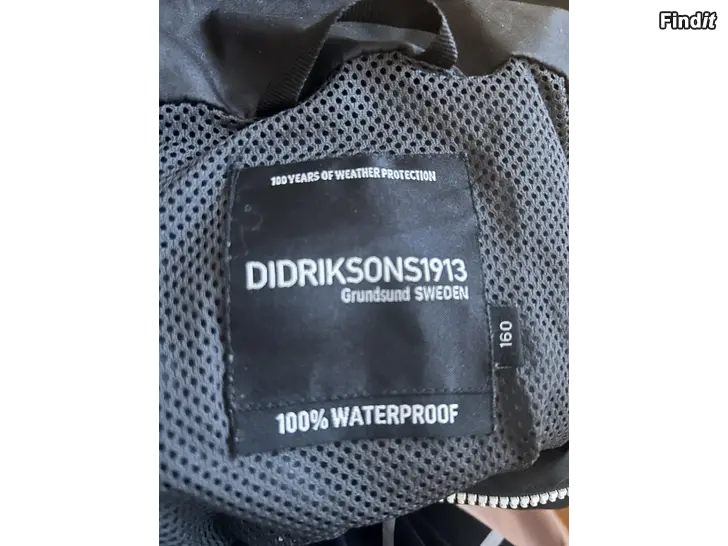 Findit
100 YEARS OF WEATHER PROTECTION
DIDRIKSONS1913
Grundsund SWEDEN
160
100% WATERPROOF